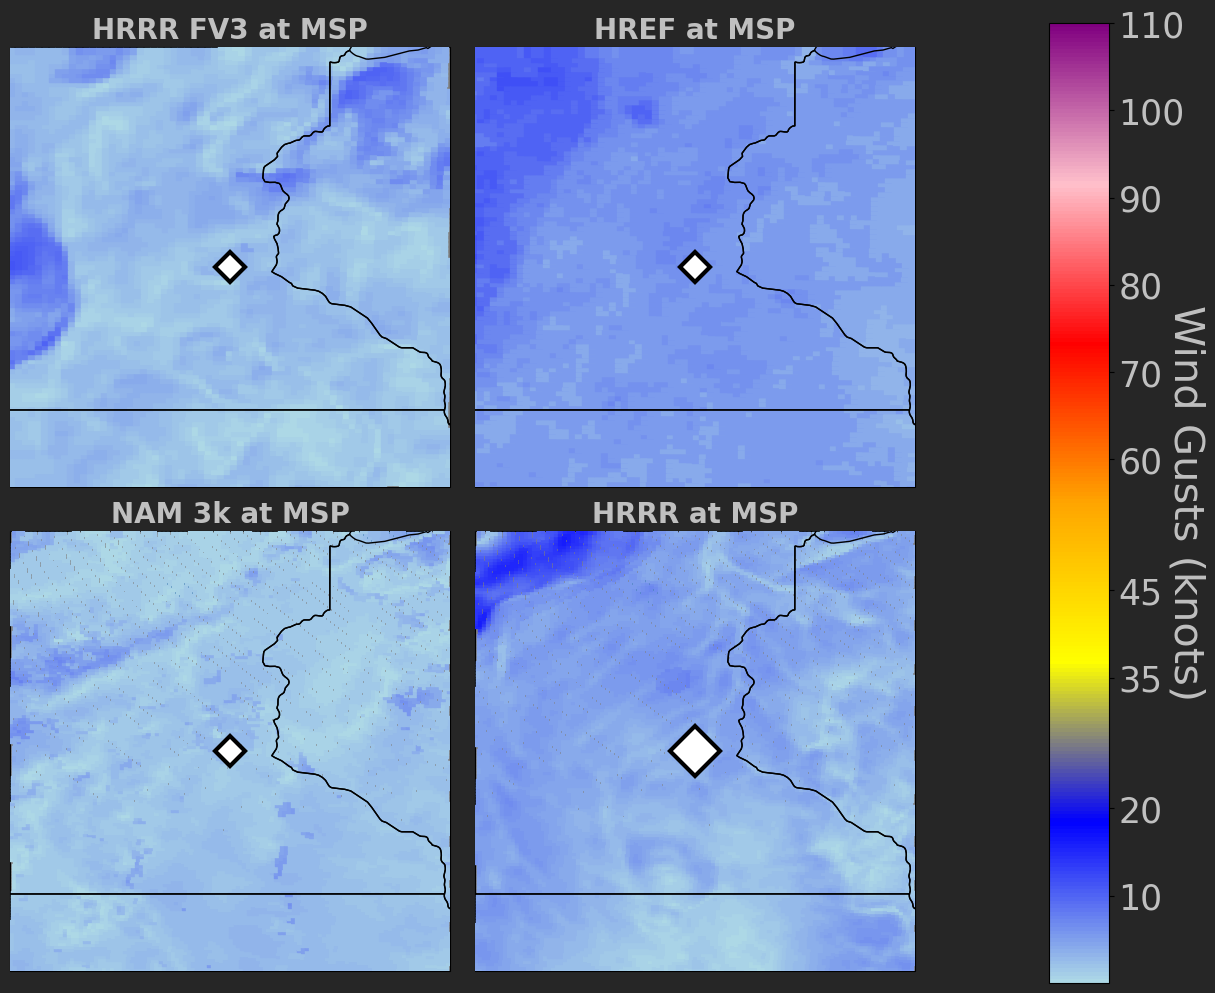 HRRR FV3 at MSP
HREF at MSP
NAM 3k at MSP
HRRR at MSP
110
100
90
80
70
60
45
35
20
10
Wind Gusts (knots)